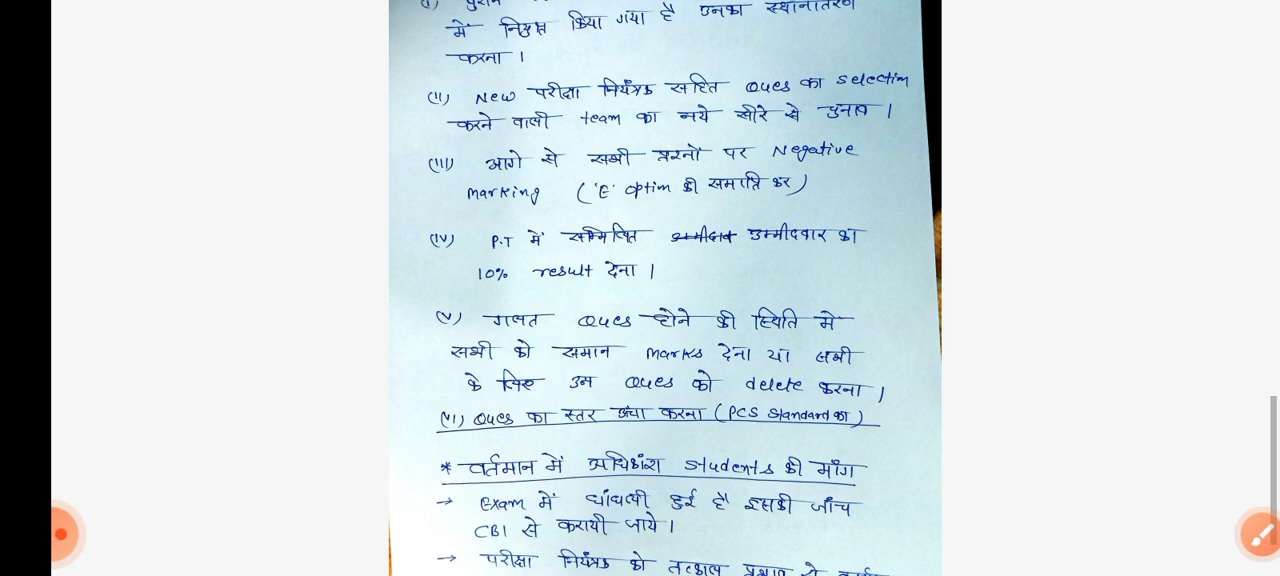 (I) पुराने
में नियुक्त किया गया है उनका स्थानांतरण
करना ।
(II) New परीक्षा नियंत्रक सहित Ques का selection
करने वाली team का नये सीरे से चुनाव ।
(III) आगे से सभी प्रश्नों पर Negative
marking ('E' option की समाप्ति कर)
(IV) P.T में सम्मिलित उम्मीदवार का
10% result देना ।
(V) गलत Ques होने की स्थिति में
सभी को समान marks देना या सभी
के लिए उन Ques को delete करना ।
(VI) Ques का स्तर उंचा करना (PCS standard का)
* वर्तमान में अधिकांश students की माँग
→ Exam में धांधली हुई है इसकी जाँच
CBI से करायी जाये ।
→ परीक्षा नियंत्रक को तत्काल प्रभाव से